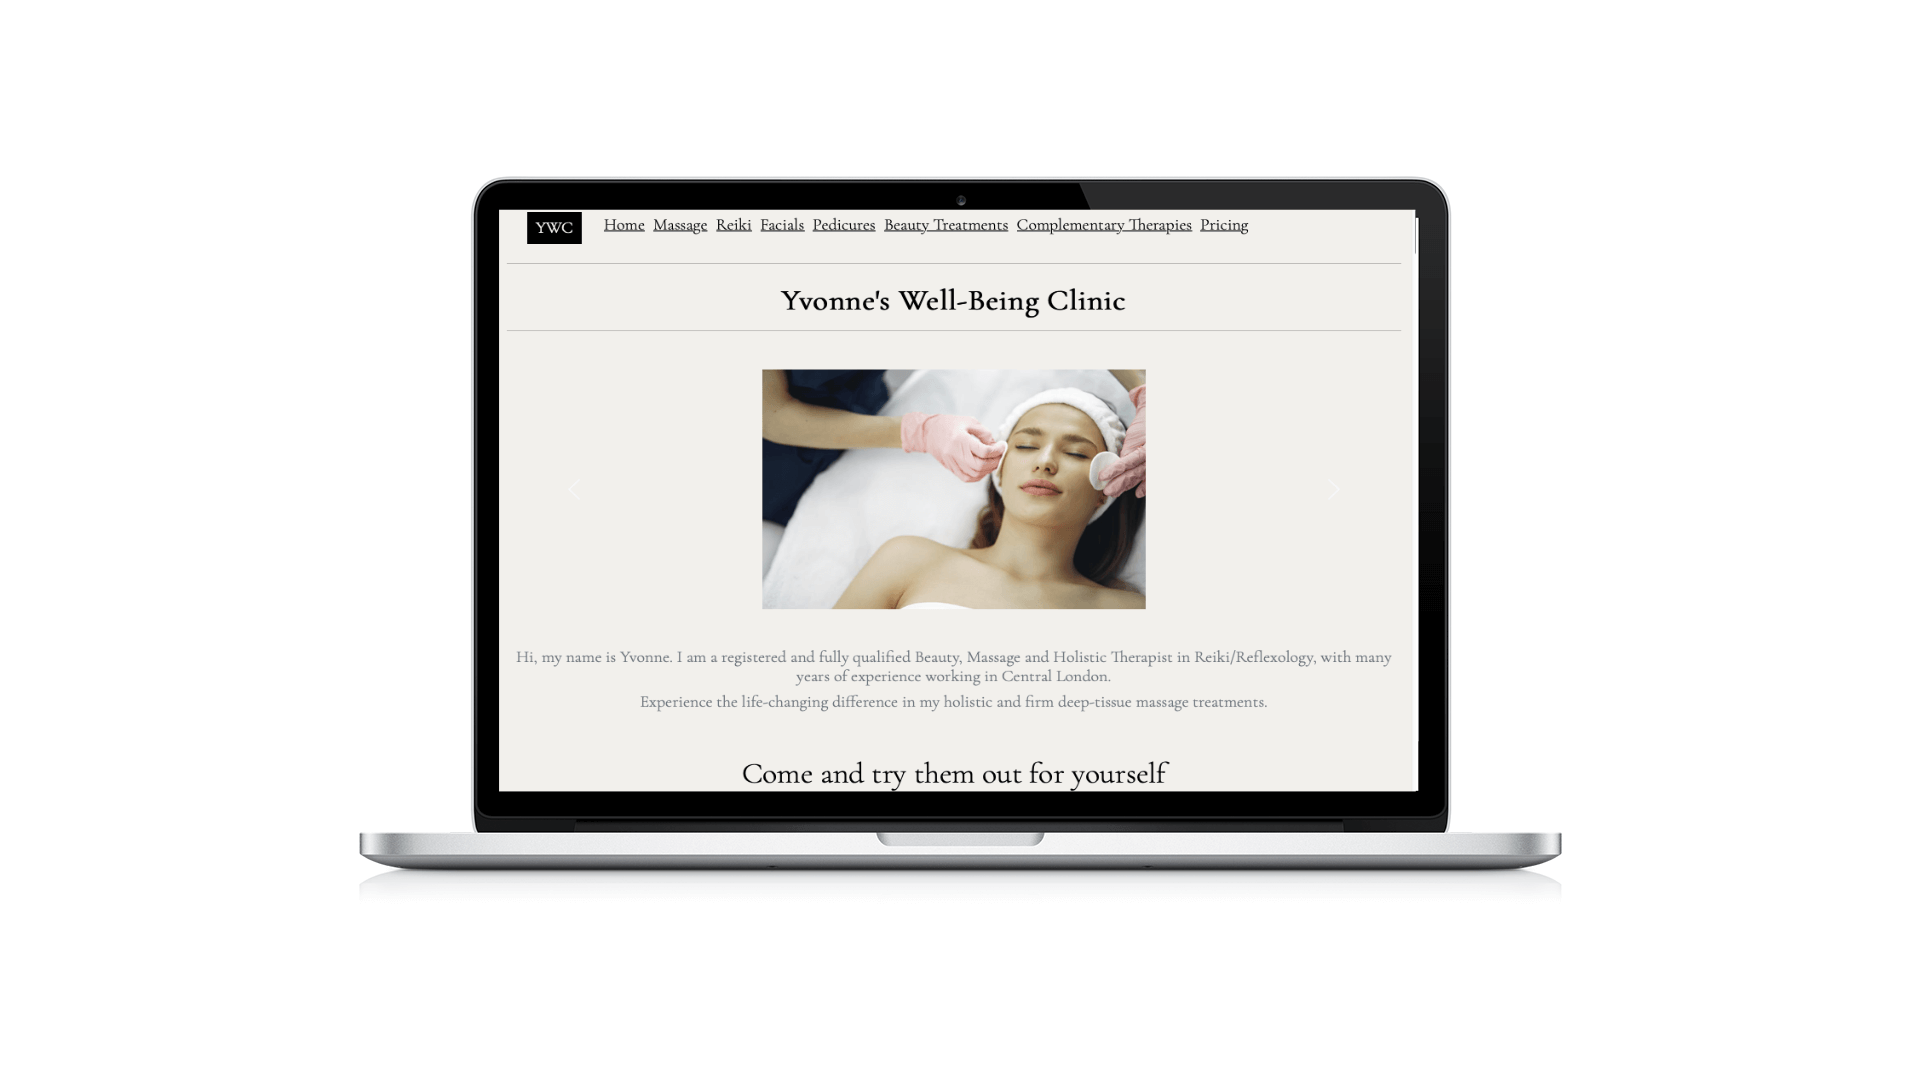 YWC Home Massage Reiki Facials Pedicures Beauty Treatments Complementary Therapies Pricing
Yvonne's Well-Being Clinic
Hi, my name is Yvonne. I am a registered and fully qualified Beauty, Massage and Holistic Therapist in Reiki/Reflexology, with many
years of experience working in Central London.
Experience the life-changing difference in my holistic and firm deep-tissue massage treatments.
Come and try them out for yourself